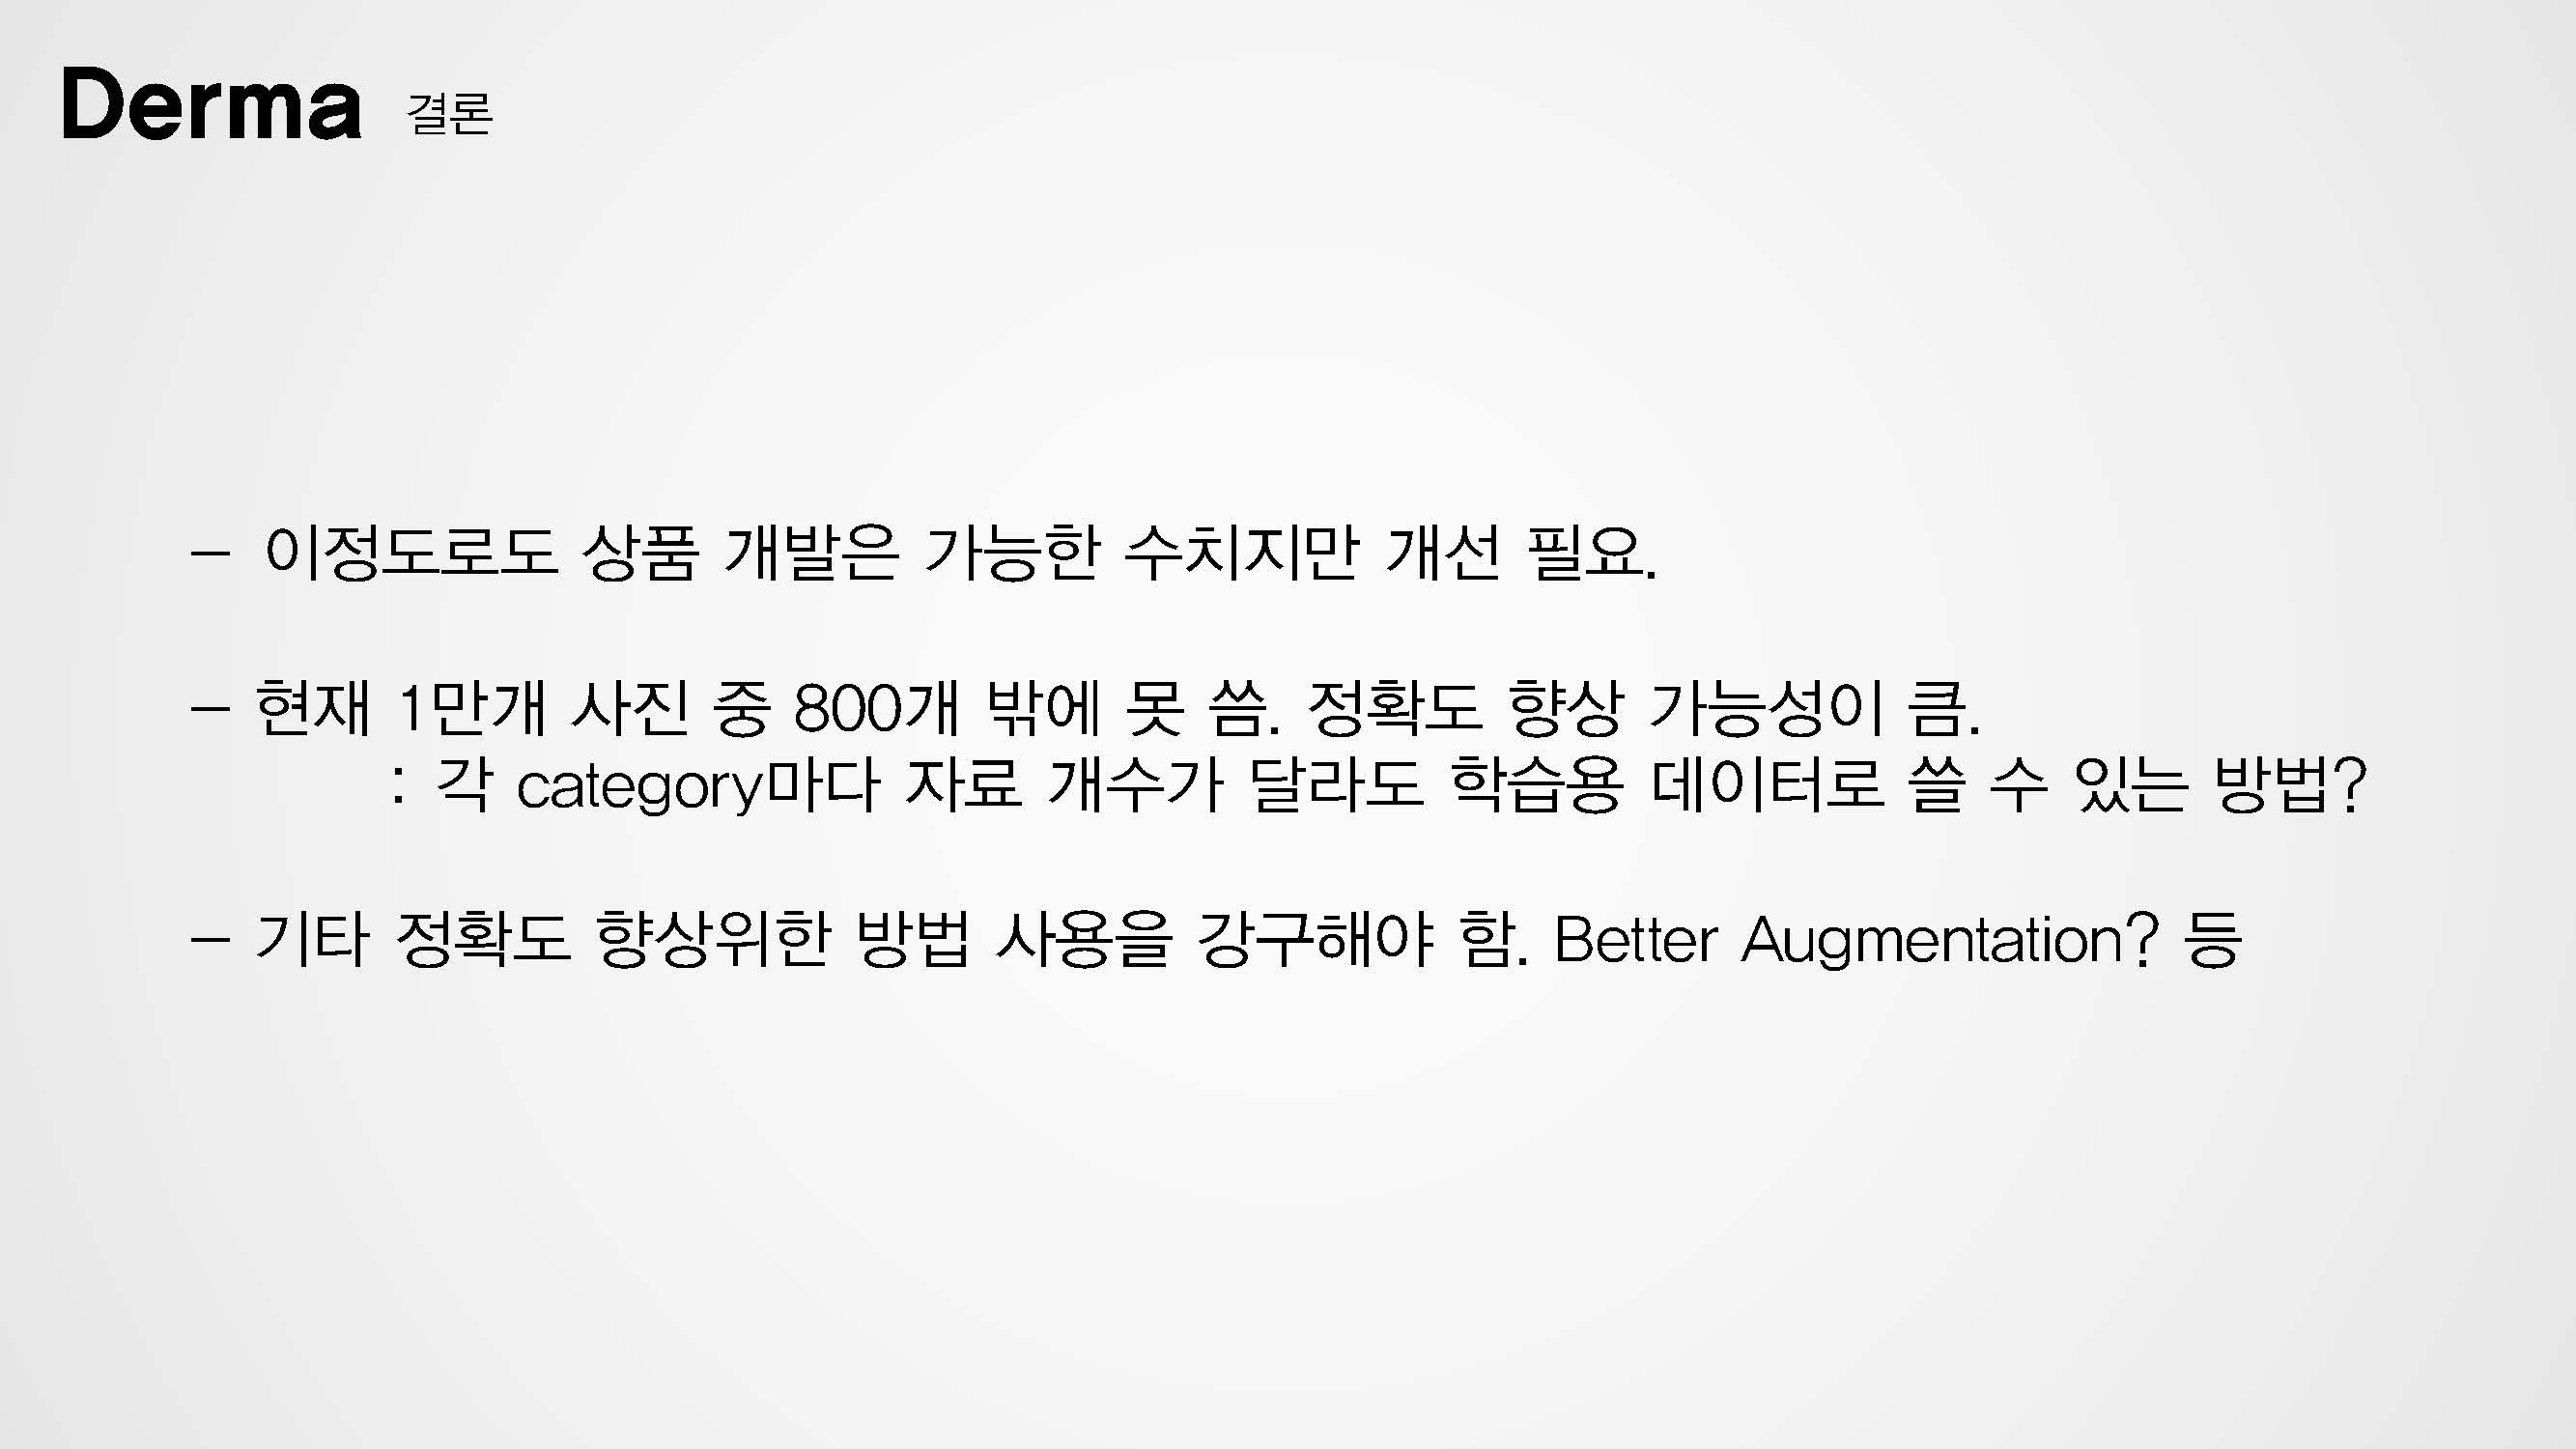 Derma 결론
- 이정도로도 상품 개발은 가능한 수치지만 개선 필요.
- 현재 1만개 사진 중 800개 밖에 못 씀. 정확도 향상 가능성이 큼.
: 각 category마다 자료 개수가 달라도 학습용 데이터로 쓸 수 있는 방법?
- 기타 정확도 향상위한 방법 사용을 강구해야 함. Better Augmentation? 등